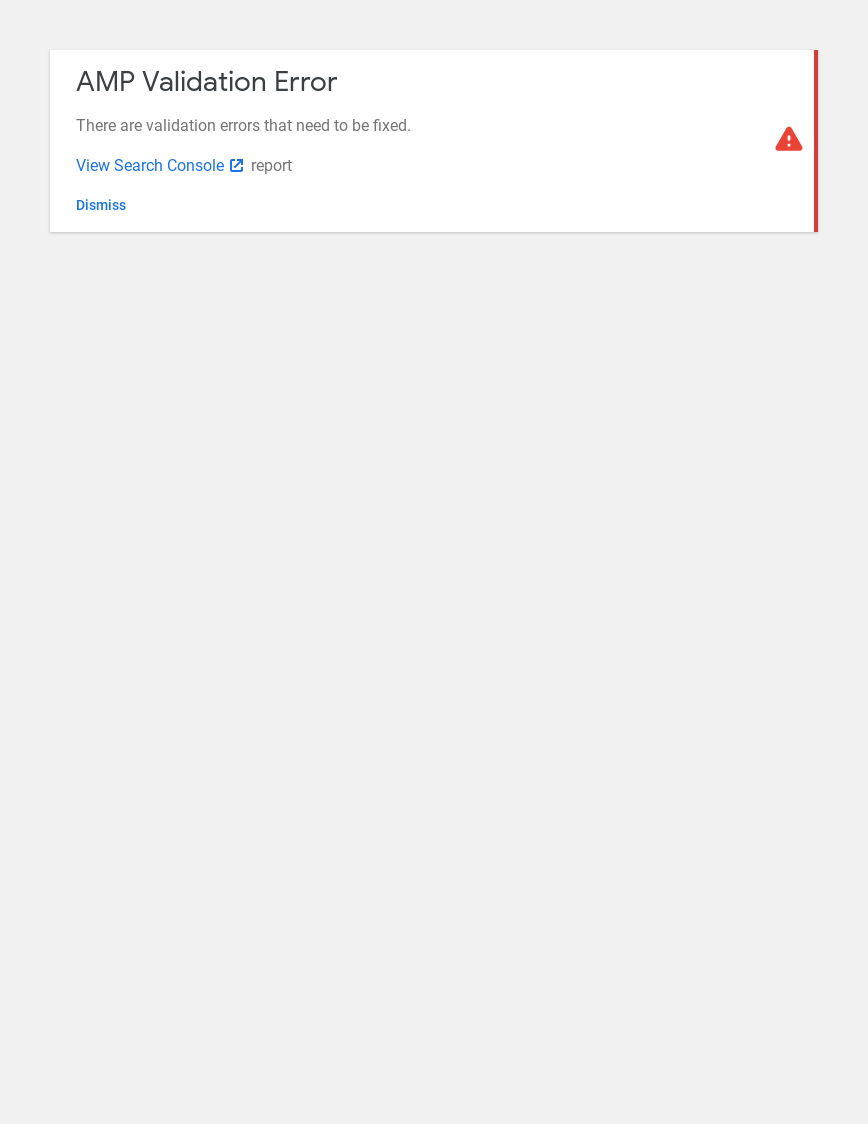 AMP Validation Error
There are validation errors that need to be fixed.
View Search Console report
Dismiss